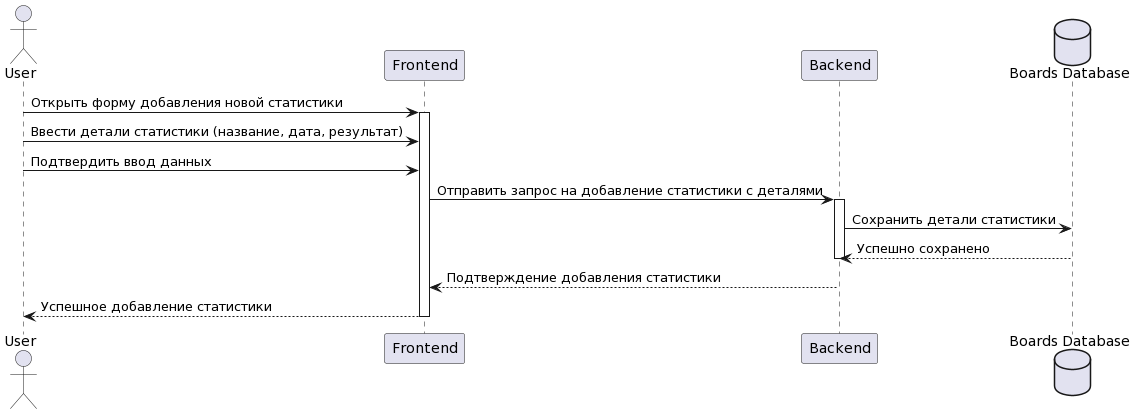 User
Frontend
Backend
Boards Database
Открыть форму добавления новой статистики
Ввести детали статистики (название, дата, результат)
Подтвердить ввод данных
Отправить запрос на добавление статистики с деталями
Сохранить детали статистики
Успешно сохранено
Подтверждение добавления статистики
Успешное добавление статистики
User
Frontend
Backend
Boards Database